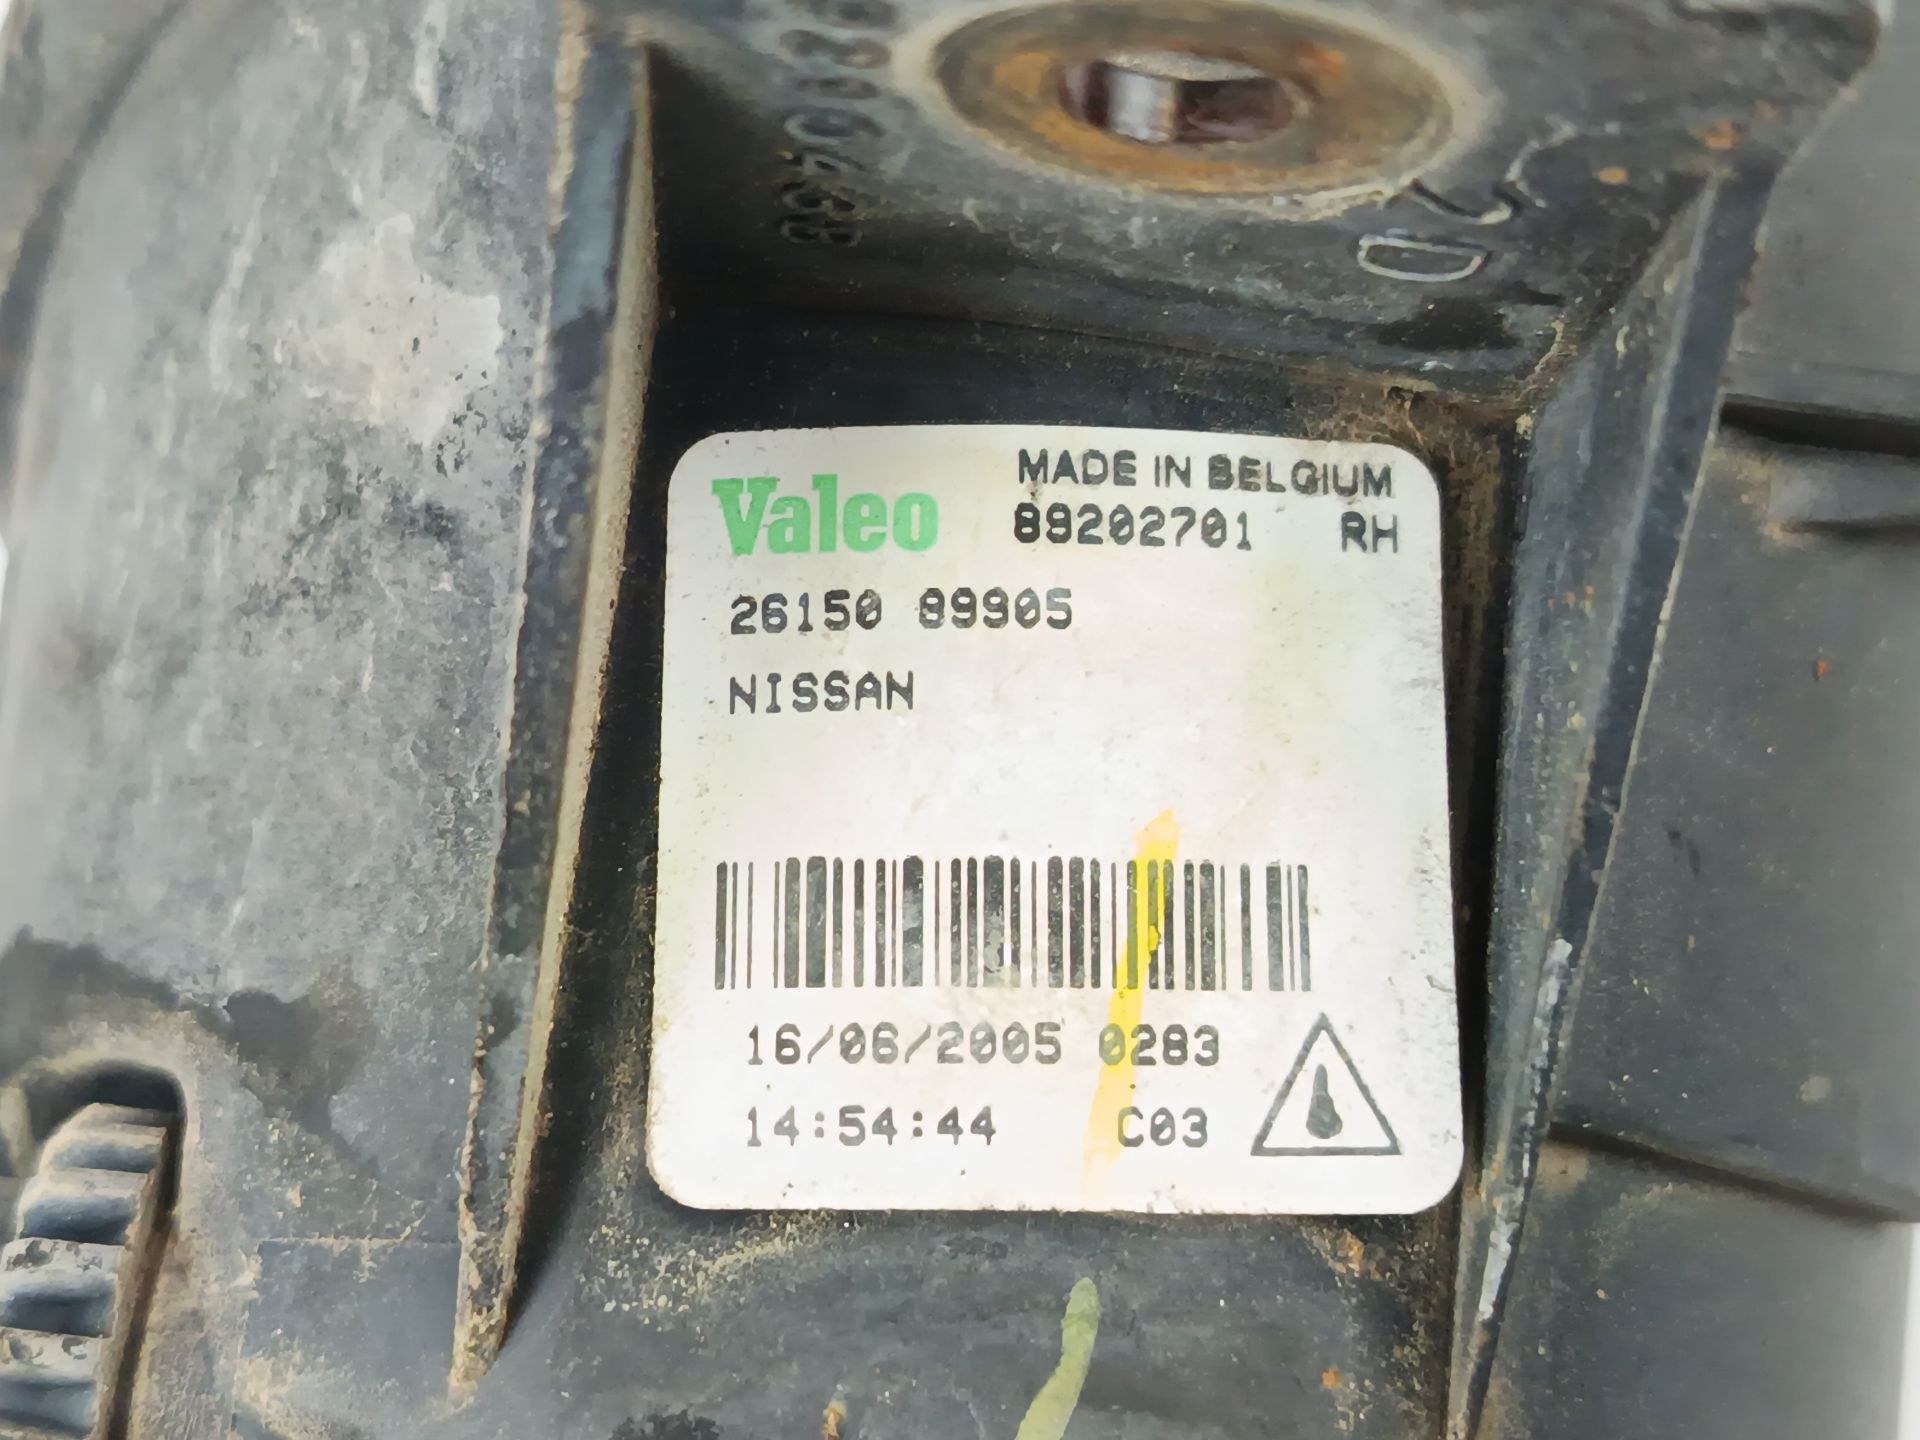 Valeo MADE IN BELGIUM
89202701 RH
26150 89905
NISSAN
16/06/2005 0283
14:54:44 C03